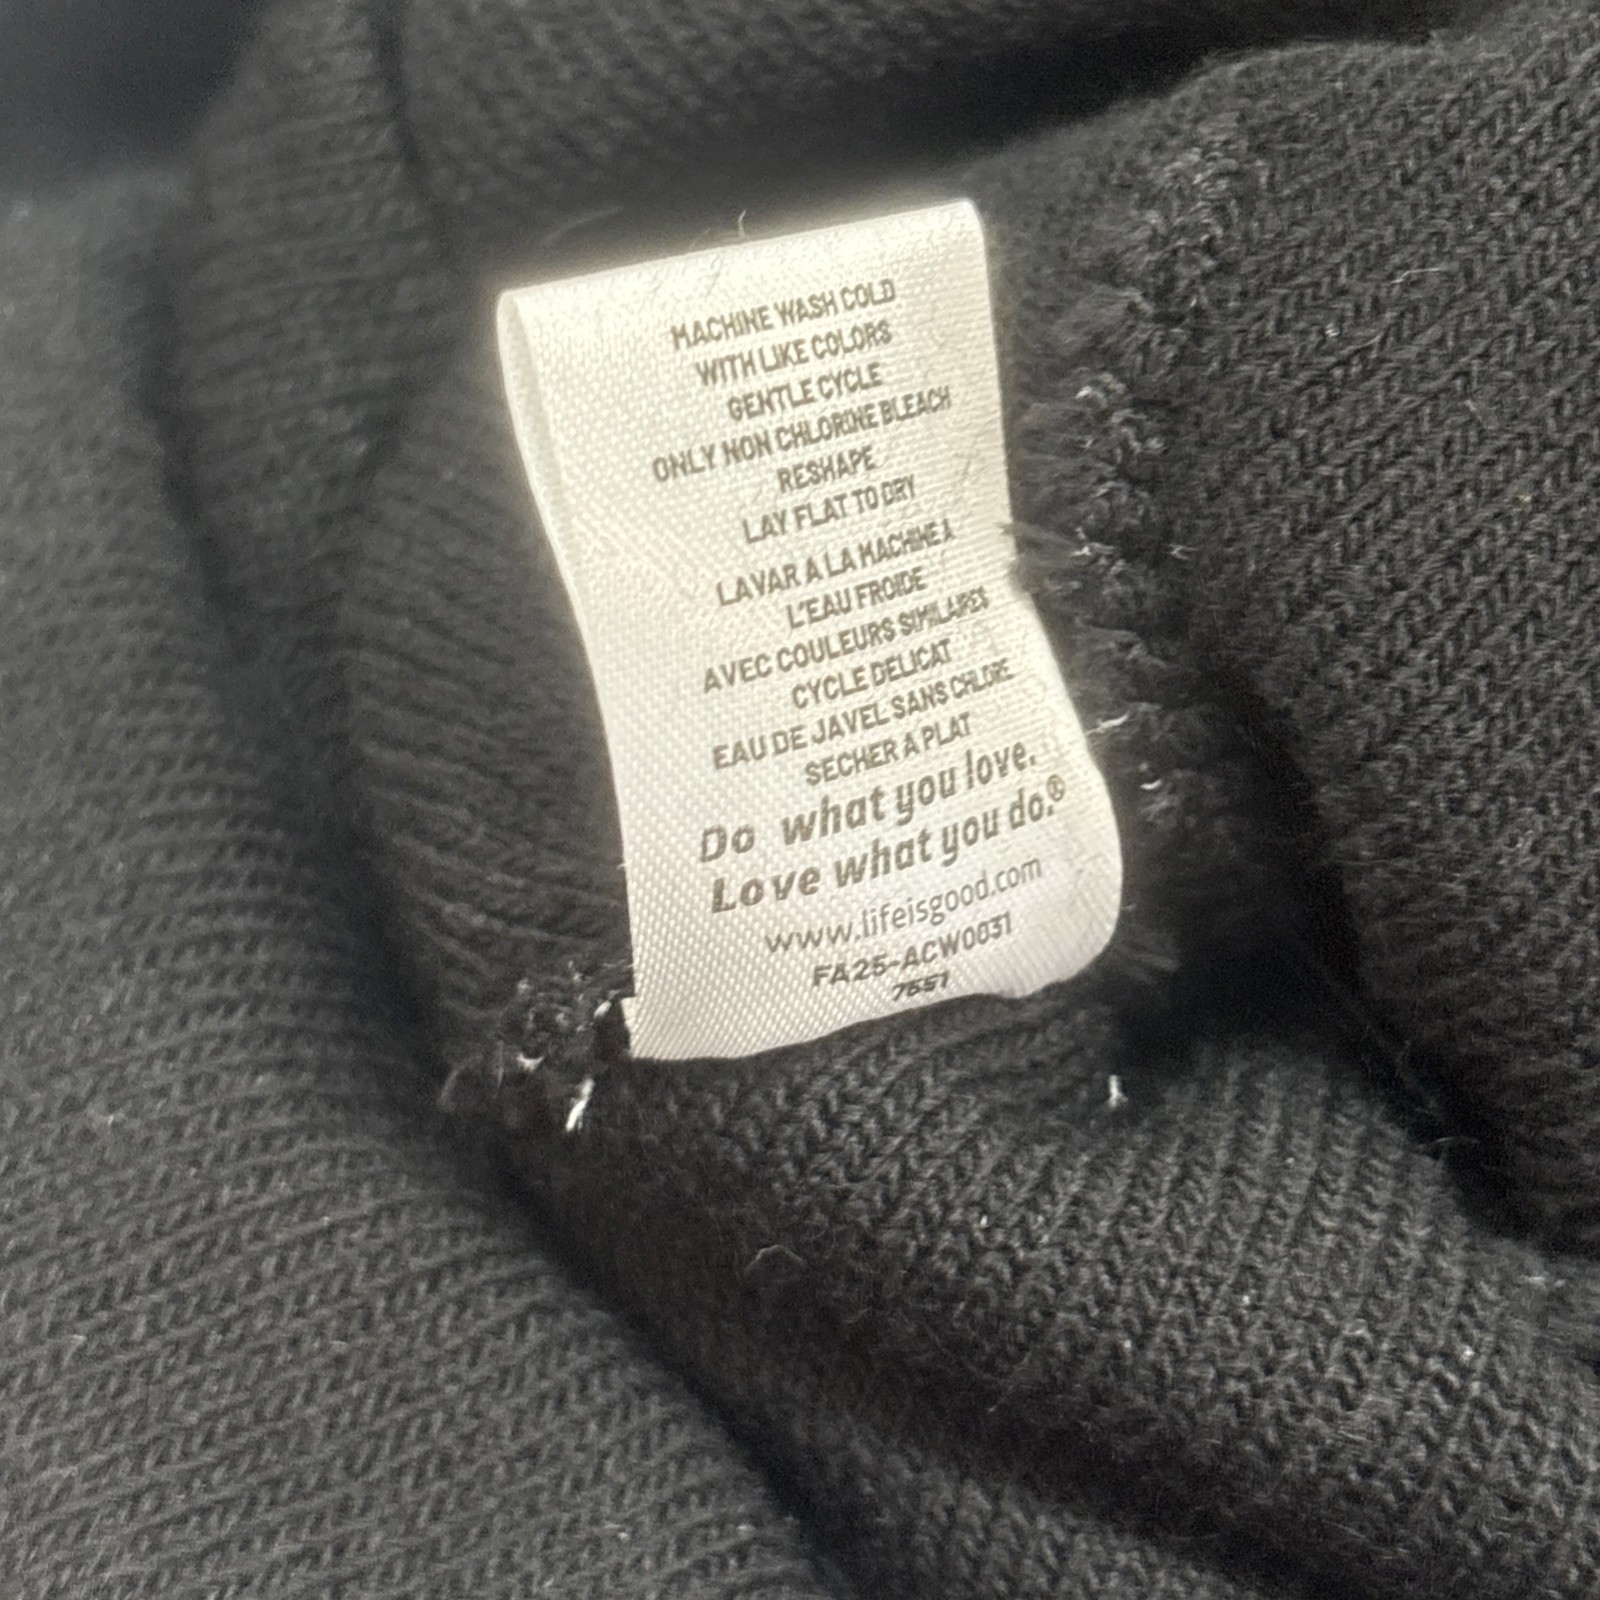 MACHINE WASH COLD
WITH LIKE COLORS
GENTLE CYCLE
ONLY NON CHLORINE BLEACH
RESHAPE
LAY FLAT TO DRY
LAVAR A LA MACHINE A
L'EAU FROIDE
AVEC COULEURS SIMILAIRES
CYCLE DELICAT
EAU DE JAVEL SANS CHLORE
SECHER A PLAT
Do what you love.
Love what you do.®
www.lifeisgood.com
FA25-ACW0031